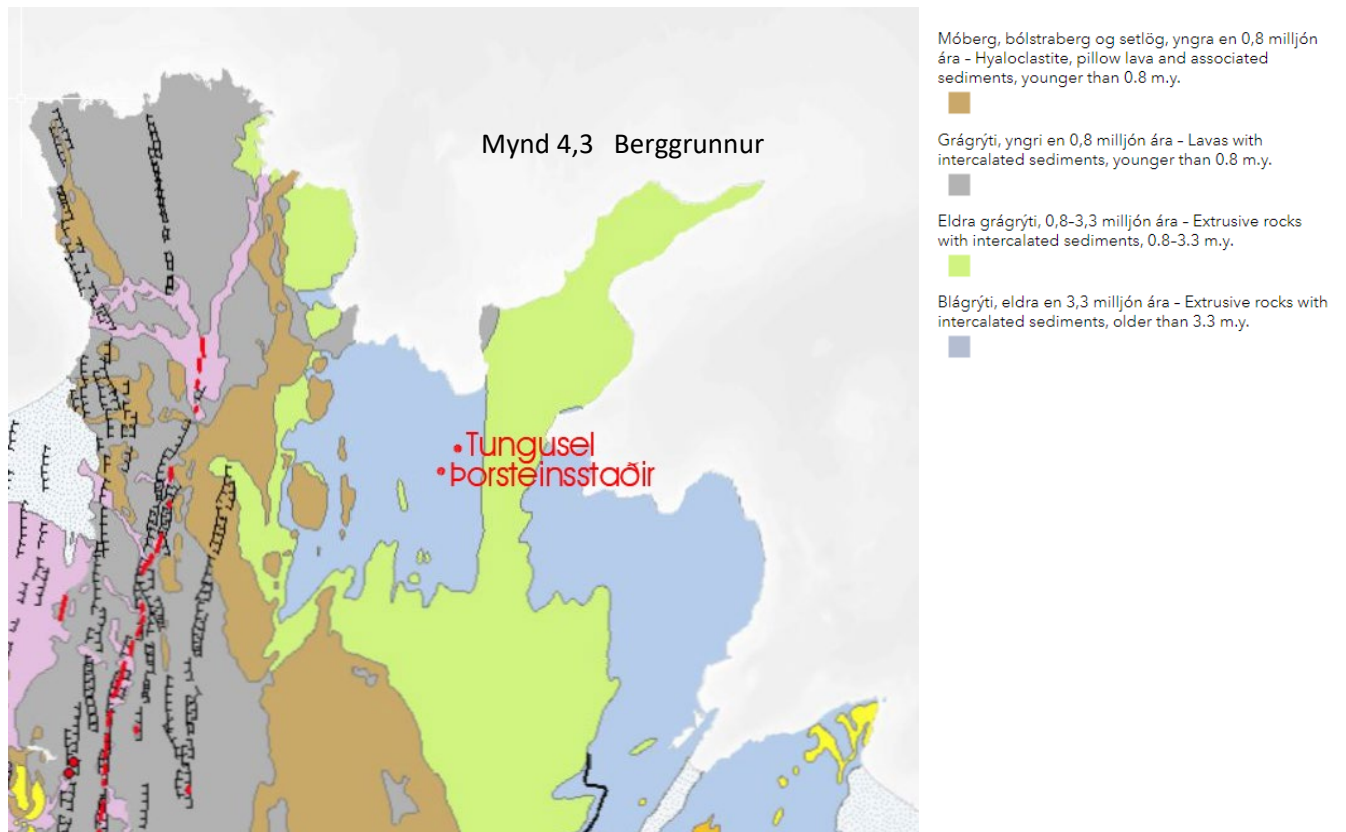 Mynd 4,3 Berggrunnur
Tungusel
Þorsteinsstaðir
Móberg, bólstraberg og setlög, yngra en 0,8 milljón
ára - Hyaloclastite, pillow lava and associated
sediments, younger than 0.8 m.y.
Grágrýti, yngri en 0,8 milljón ára - Lavas with
intercalated sediments, younger than 0.8 m.y.
Eldra grágrýti, 0,8-3,3 milljón ára - Extrusive rocks
with intercalated sediments, 0.8-3.3 m.y.
Blágrýti, eldra en 3,3 milljón ára - Extrusive rocks with
intercalated sediments, older than 3.3 m.y.